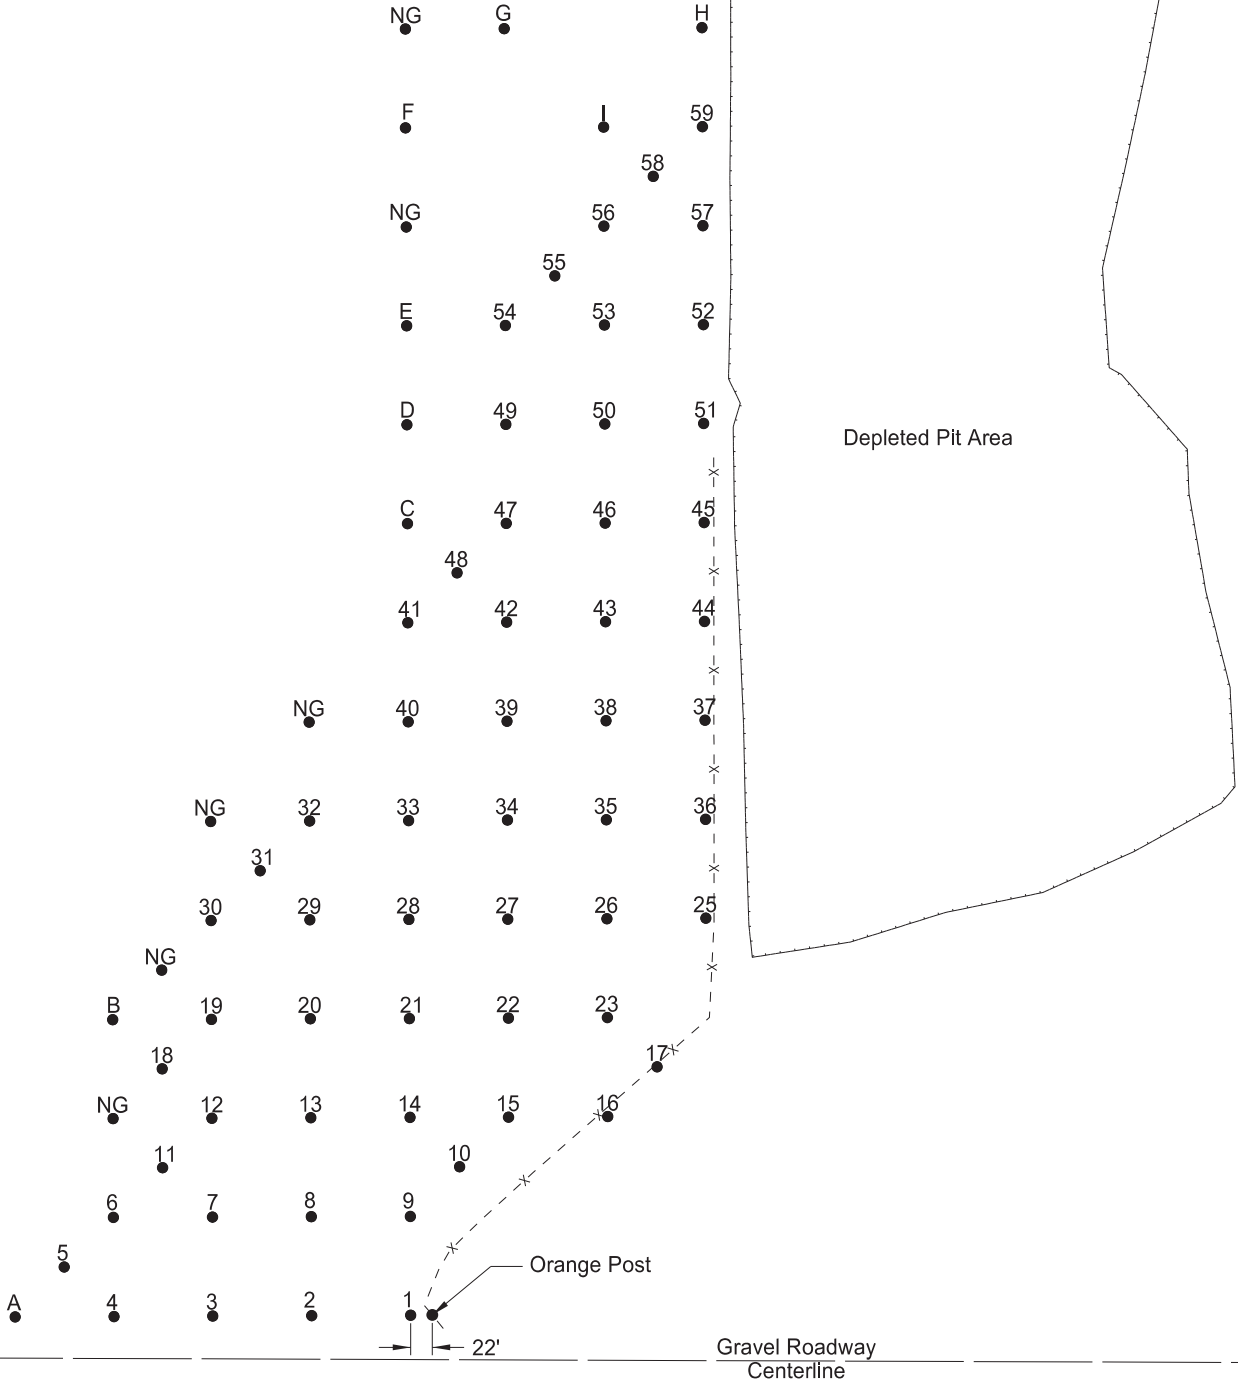 NG G H
F I 59
58
NG 56 57
55
E 54 53 52
D 49 50 51
Depleted Pit Area
C 47 46 45
48
41 42 43 44
NG 40 39 38 37
NG 32 33 34 35 36
31
30 29 28 27 26 25
NG
B 19 20 21 22 23
18 17
NG 12 13 14 15 16
11 10
6 7 8 9
5 Orange Post
A 4 3 2 1
22'
Gravel Roadway
Centerline